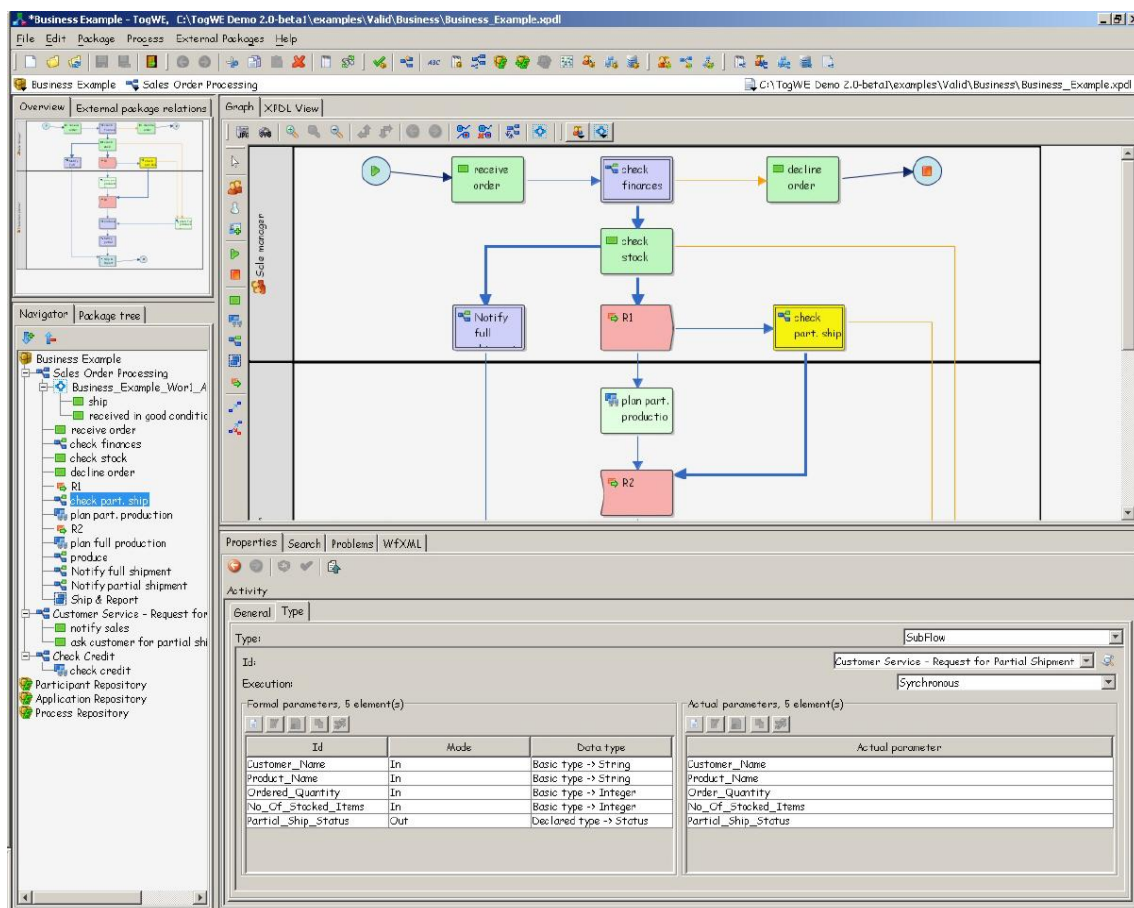 *Business Example - TogWE, C:\TogWE Demo 2.0-beta1\examples\Valid\Business\Business_Example.xpdl
File Edit Package Process External Packages Help
Business Example Sales Order Processing
C:\TogWE Demo 2.0-beta1\examples\Valid\Business\Business_Example.xpdl
Overview External package relations
Graph XPDL View
Sale manager
receive
order
check
finances
decline
order
check
stock
Notify
full
R1
check
part. ship
plan part.
productio
R2
Navigator Package tree
Business Example
Sales Order Processing
Business_Example_Wor1_A
ship
received in good conditic
receive order
check finances
check stock
decline order
R1
check part. ship
plan part. production
R2
plan full production
produce
Notify full shipment
Notify partial shipment
Ship & Report
Customer Service - Request for
notify sales
ask customer for partial shi
Check Credit
check credit
Participant Repository
Application Repository
Process Repository
Properties Search Problems WfXML
Activity
General Type
Type: SubFlow
Id: Customer Service - Request for Partial Shipment
Execution: Synchronous
Formal parameters, 5 element(s)
Id Mode Data type
Customer_Name In Basic type -> String
Product_Name In Basic type -> String
Ordered_Quantity In Basic type -> Integer
No_Of_Stocked_Items In Basic type -> Integer
Partial_Ship_Status Out Declared type -> Status
Actual parameters, 5 element(s)
Actual parameter
Customer_Name
Product_Name
Order_Quantity
No_Of_Stocked_Items
Partial_Ship_Status